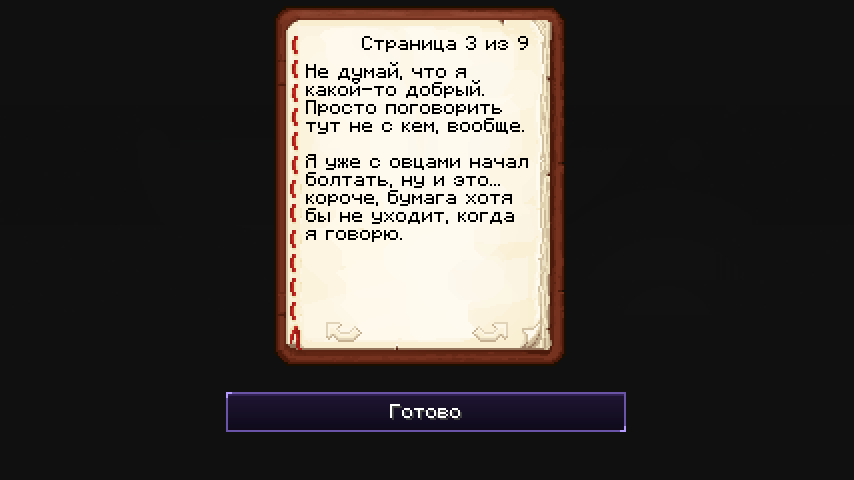 Страница 3 из 9
Не думай, что я
какой-то добрый.
Просто поговорить
тут не с кем, вообще.
Я уже с овцами начал
болтать, ну и это...
короче, бумага хотя
бы не уходит, когда
я говорю.
Готово